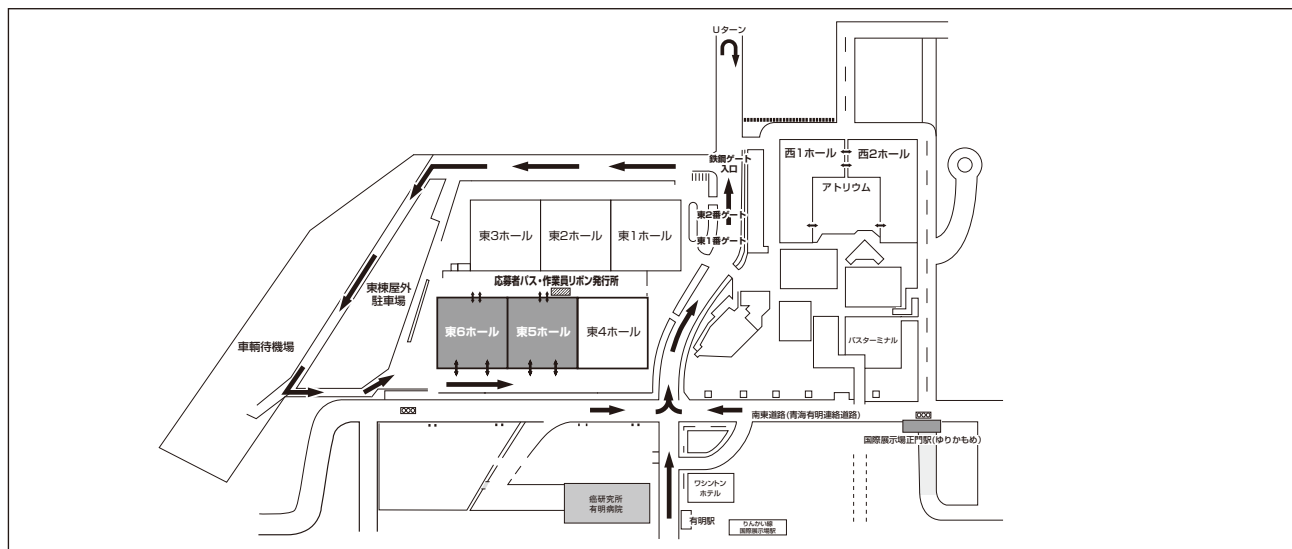 Uターン
鉄鋼ゲート
入口
西1ホール
西2ホール
アトリウム
東2番ゲート
東1番ゲート
東3ホール
東2ホール
東1ホール
応募者パス・作業員リボン発行所
東棟屋外
駐車場
東6ホール
東5ホール
東4ホール
車輌待機場
バスターミナル
南東道路(青海有明連絡道路)
国際展示場正門駅(ゆりかもめ)
ワシントン
ホテル
癌研究所
有明病院
有明駅
りんかい線
国際展示場駅